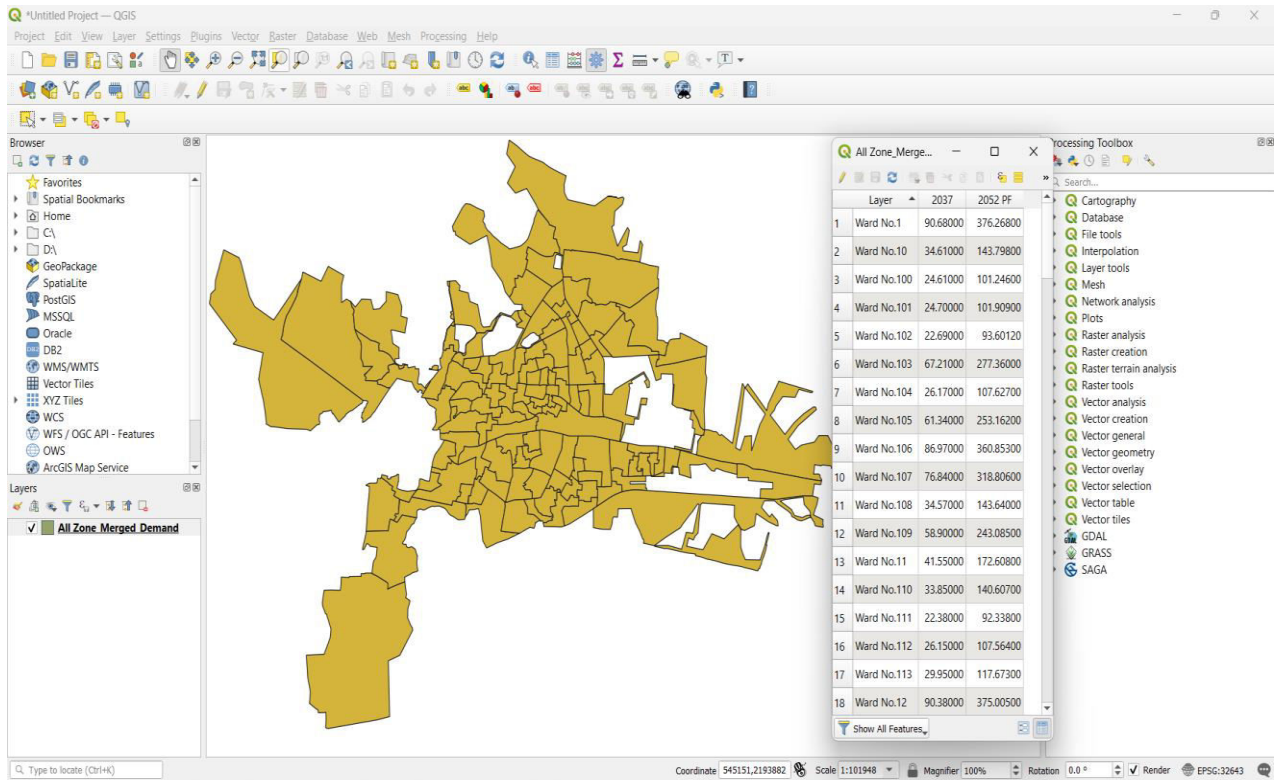 *Untitled Project — QGIS
Project Edit View Layer Settings Plugins Vector Raster Database Web Mesh Processing Help
Browser
Favorites
Spatial Bookmarks
Home
C:\
D:\
GeoPackage
SpatiaLite
PostGIS
MSSQL
Oracle
DB2
WMS/WMTS
Vector Tiles
XYZ Tiles
WCS
WFS / OGC API - Features
OWS
ArcGIS Map Service
Layers
All Zone Merged Demand
All Zone_Merge...
Layer 2037 2052 PF
1 Ward No.1 90.68000 376.26800
2 Ward No.10 34.61000 143.79800
3 Ward No.100 24.61000 101.24600
4 Ward No.101 24.70000 101.90900
5 Ward No.102 22.69000 93.60120
6 Ward No.103 67.21000 277.36000
7 Ward No.104 26.17000 107.62700
8 Ward No.105 61.34000 253.16200
9 Ward No.106 86.97000 360.85300
10 Ward No.107 76.84000 318.80600
11 Ward No.108 34.57000 143.64000
12 Ward No.109 58.90000 243.08500
13 Ward No.11 41.55000 172.60800
14 Ward No.110 33.85000 140.60700
15 Ward No.111 22.38000 92.33800
16 Ward No.112 26.15000 107.56400
17 Ward No.113 29.95000 117.67300
18 Ward No.12 90.38000 375.00500
Show All Features
rocessing Toolbox
Search...
Cartography
Database
File tools
Interpolation
Layer tools
Mesh
Network analysis
Plots
Raster analysis
Raster creation
Raster terrain analysis
Raster tools
Vector analysis
Vector creation
Vector general
Vector geometry
Vector overlay
Vector selection
Vector table
Vector tiles
GDAL
GRASS
SAGA
Type to locate (Ctrl+K)
Coordinate 545151,2193882 Scale 1:101948 Magnifier 100% Rotation 0.0 ° Render EPSG:32643